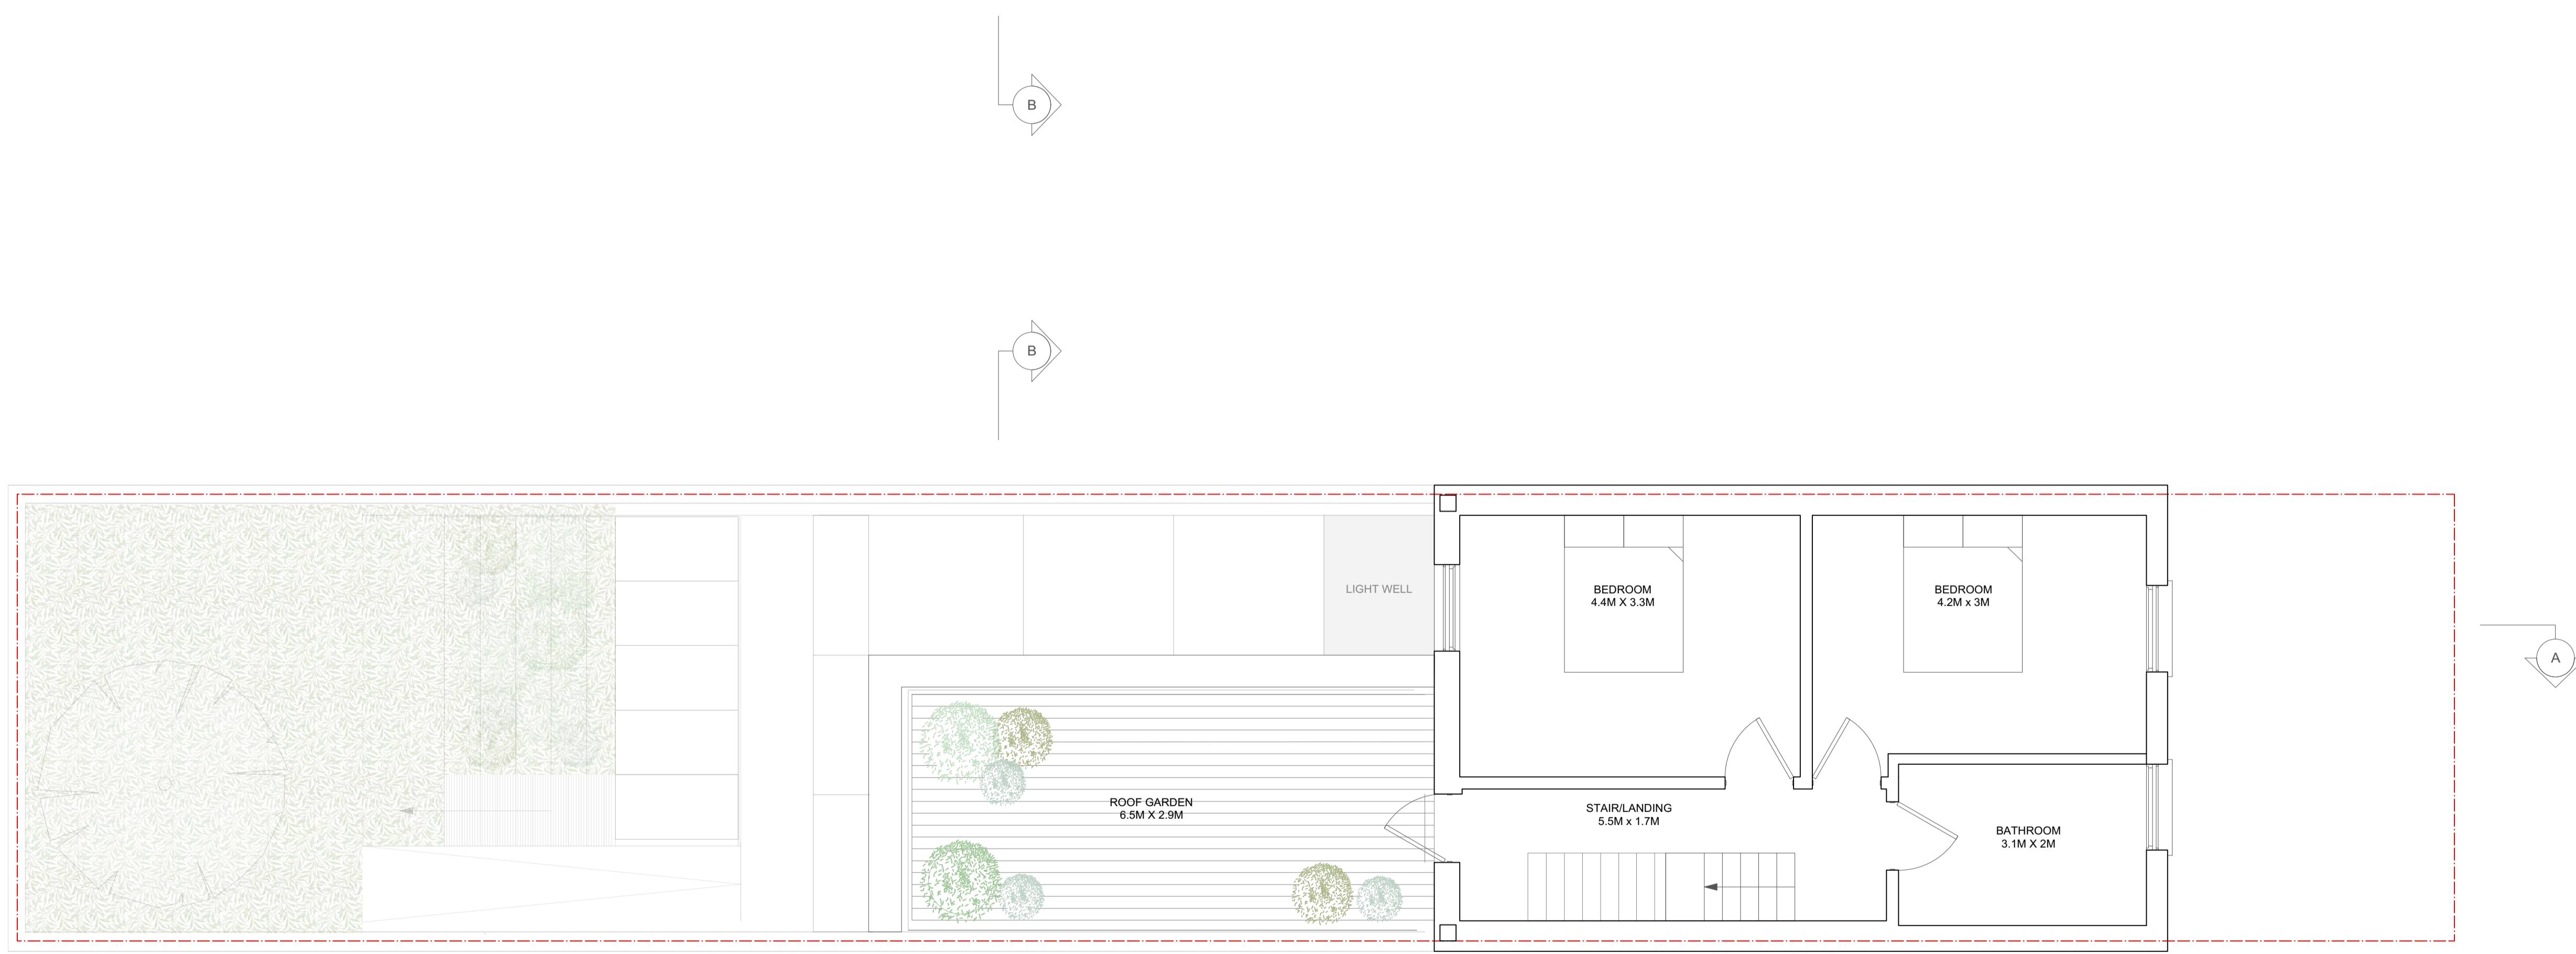 B
B
LIGHT WELL
BEDROOM
4.4M X 3.3M
BEDROOM
4.2M x 3M
A
ROOF GARDEN
6.5M X 2.9M
STAIR/LANDING
5.5M x 1.7M
BATHROOM
3.1M X 2M